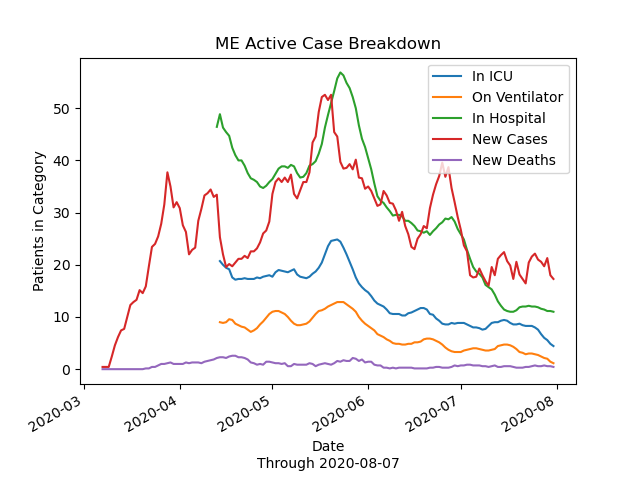 ME Active Case Breakdown
In ICU
On Ventilator
In Hospital
New Cases
New Deaths
Patients in Category
50
40
30
20
10
0
2020-03
2020-04
2020-05
2020-06
2020-07
2020-08
Date
Through 2020-08-07